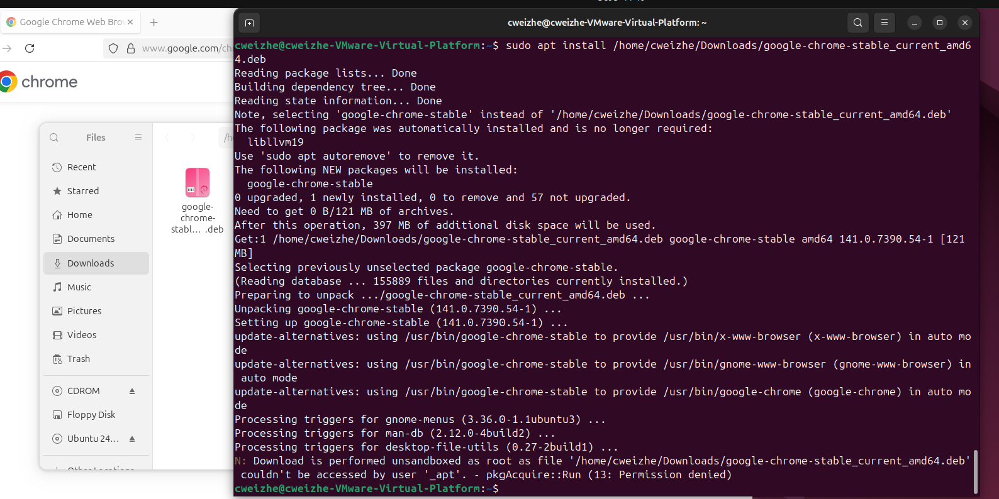 cweizhe@cweizhe-VMware-Virtual-Platform: ~
Google Chrome Web Bro
www.google.com/ch
chrome
Files
Recent
Starred
Home
Documents
Downloads
Music
Pictures
Videos
Trash
CDROM
Floppy Disk
Ubuntu 24…
Other Locations
/h
google-
chrome-
stabl… .deb
cweizhe@cweizhe-VMware-Virtual-Platform:~$ sudo apt install /home/cweizhe/Downloads/google-chrome-stable_current_amd6
4.deb
Reading package lists... Done
Building dependency tree... Done
Reading state information... Done
Note, selecting 'google-chrome-stable' instead of '/home/cweizhe/Downloads/google-chrome-stable_current_amd64.deb'
The following package was automatically installed and is no longer required:
  libllvm19
Use 'sudo apt autoremove' to remove it.
The following NEW packages will be installed:
  google-chrome-stable
0 upgraded, 1 newly installed, 0 to remove and 57 not upgraded.
Need to get 0 B/121 MB of archives.
After this operation, 397 MB of additional disk space will be used.
Get:1 /home/cweizhe/Downloads/google-chrome-stable_current_amd64.deb google-chrome-stable amd64 141.0.7390.54-1 [121
MB]
Selecting previously unselected package google-chrome-stable.
(Reading database ... 155889 files and directories currently installed.)
Preparing to unpack .../google-chrome-stable_current_amd64.deb ...
Unpacking google-chrome-stable (141.0.7390.54-1) ...
Setting up google-chrome-stable (141.0.7390.54-1) ...
update-alternatives: using /usr/bin/google-chrome-stable to provide /usr/bin/x-www-browser (x-www-browser) in auto mo
de
update-alternatives: using /usr/bin/google-chrome-stable to provide /usr/bin/gnome-www-browser (gnome-www-browser) in
 auto mode
update-alternatives: using /usr/bin/google-chrome-stable to provide /usr/bin/google-chrome (google-chrome) in auto mo
de
Processing triggers for gnome-menus (3.36.0-1.1ubuntu3) ...
Processing triggers for man-db (2.12.0-4build2) ...
Processing triggers for desktop-file-utils (0.27-2build1) ...
N: Download is performed unsandboxed as root as file '/home/cweizhe/Downloads/google-chrome-stable_current_amd64.deb'
 couldn't be accessed by user '_apt'. - pkgAcquire::Run (13: Permission denied)
cweizhe@cweizhe-VMware-Virtual-Platform:~$